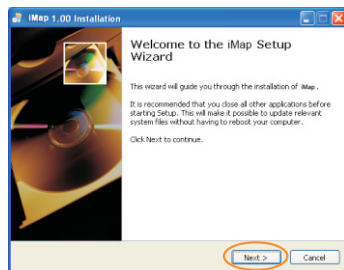 iMap 1.00 Installation
Welcome to the iMap Setup
Wizard
This wizard will guide you through the installation of iMap .
It is recommended that you close all other applications before
starting Setup. This will make it possible to update relevant
system files without having to reboot your computer.
Click Next to continue.
Next >
Cancel